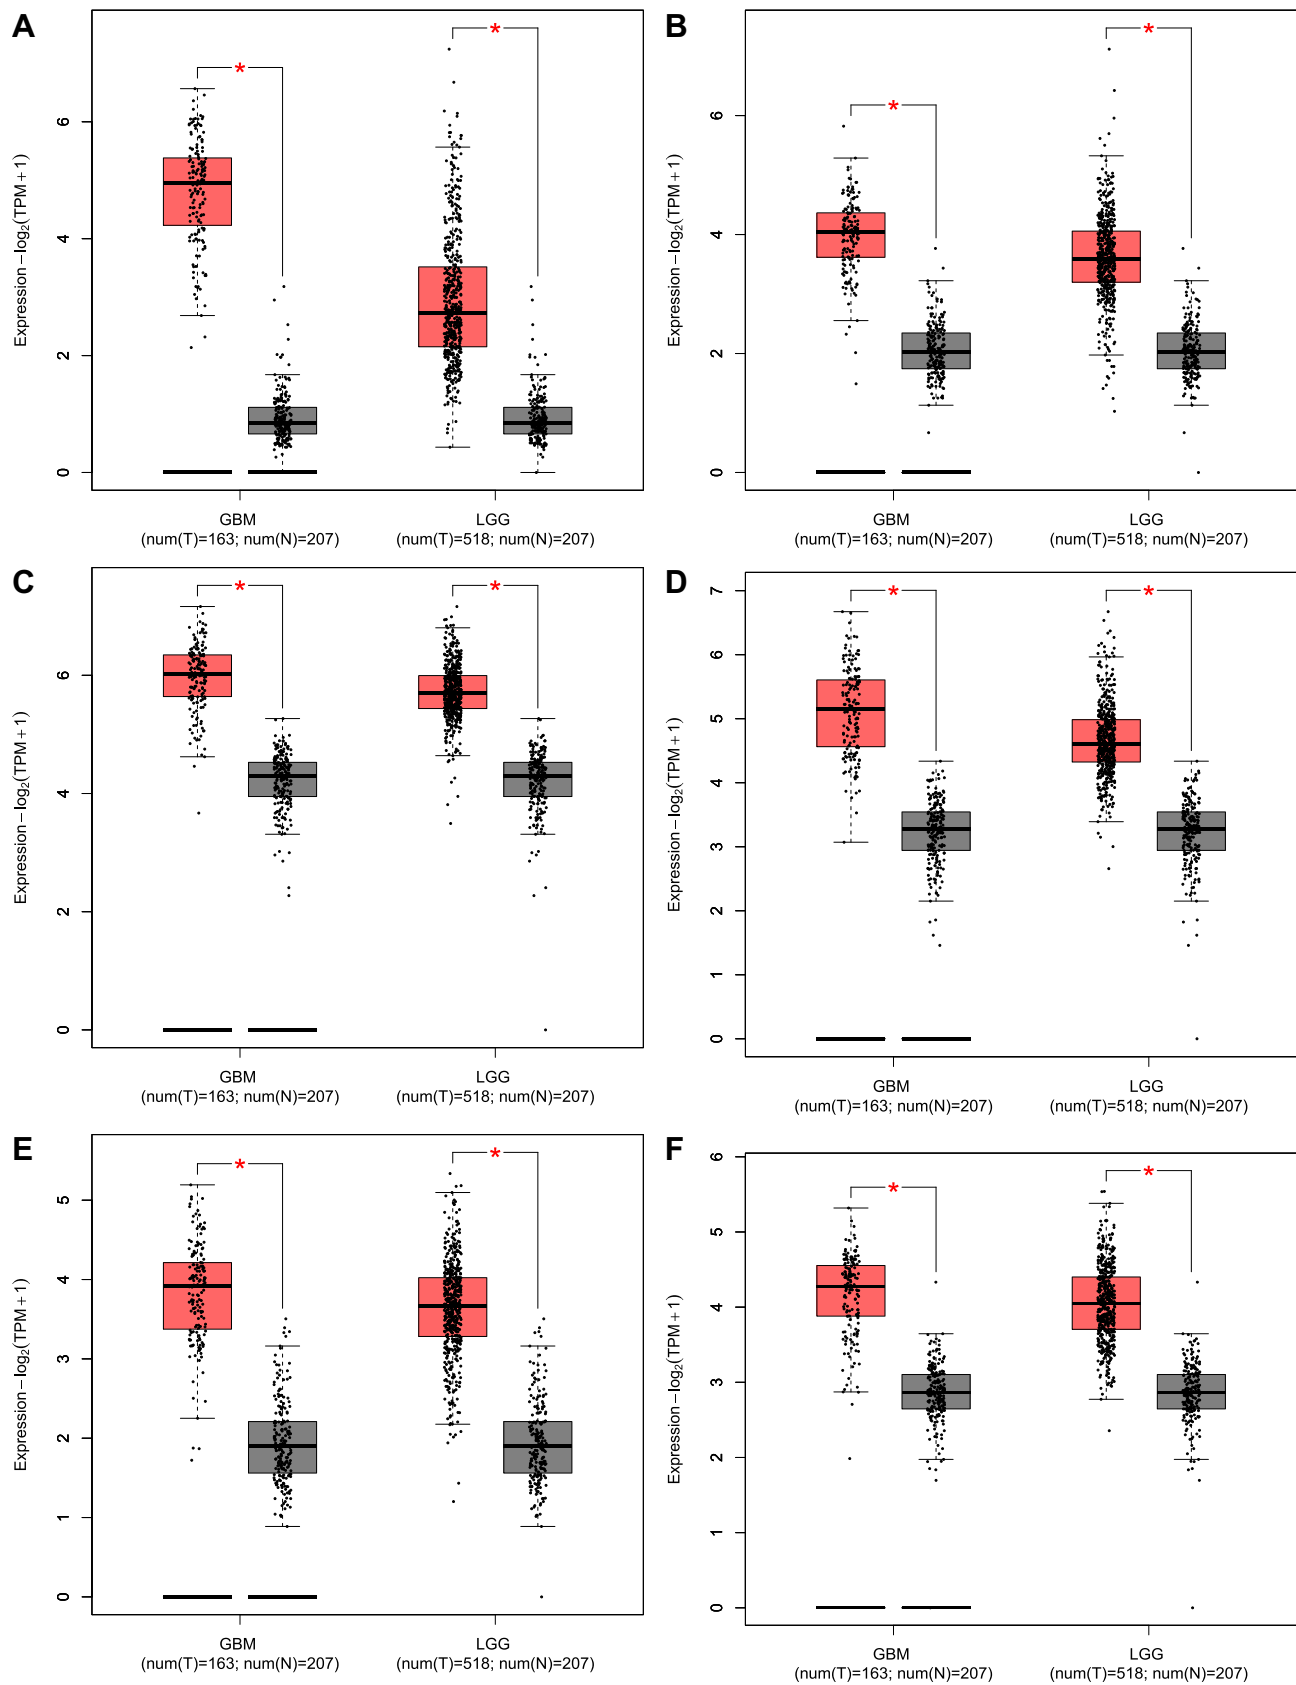 A
*
*
Expression−log2(TPM+1)
6
4
2
0
GBM
(num(T)=163; num(N)=207)
LGG
(num(T)=518; num(N)=207)
B
*
*
Expression−log2(TPM+1)
6
4
2
0
GBM
(num(T)=163; num(N)=207)
LGG
(num(T)=518; num(N)=207)
C
*
*
Expression−log2(TPM+1)
6
4
2
0
GBM
(num(T)=163; num(N)=207)
LGG
(num(T)=518; num(N)=207)
D
*
*
Expression−log2(TPM+1)
7
6
5
4
3
2
1
0
GBM
(num(T)=163; num(N)=207)
LGG
(num(T)=518; num(N)=207)
E
*
*
Expression−log2(TPM+1)
5
4
3
2
1
0
GBM
(num(T)=163; num(N)=207)
LGG
(num(T)=518; num(N)=207)
F
*
*
Expression−log2(TPM+1)
6
5
4
3
2
1
0
GBM
(num(T)=163; num(N)=207)
LGG
(num(T)=518; num(N)=207)